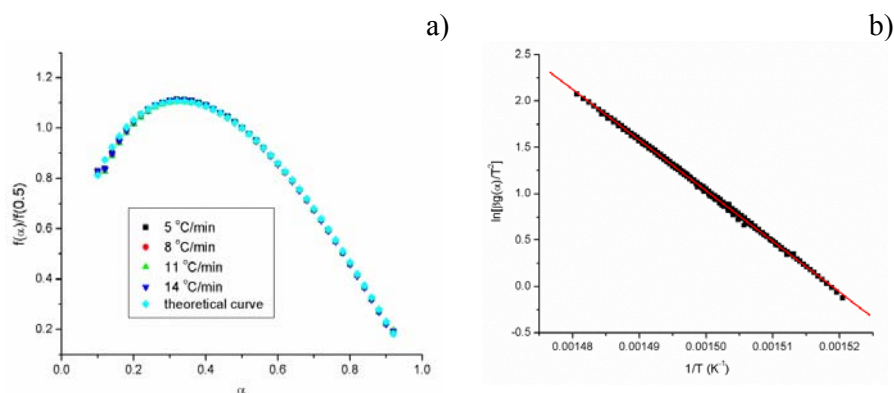 a)
f(α)/f(0.5)
1.2
1.0
0.8
0.6
0.4
0.2
5 °C/min
8 °C/min
11 °C/min
14 °C/min
theoretical curve
0.0 0.2 0.4 0.6 0.8 1.0
α
b)
ln[βg(α)/T²]
2.5
2.0
1.5
1.0
0.5
0.0
-0.5
0.00148 0.00149 0.00150 0.00151 0.00152
1/T (K⁻¹)